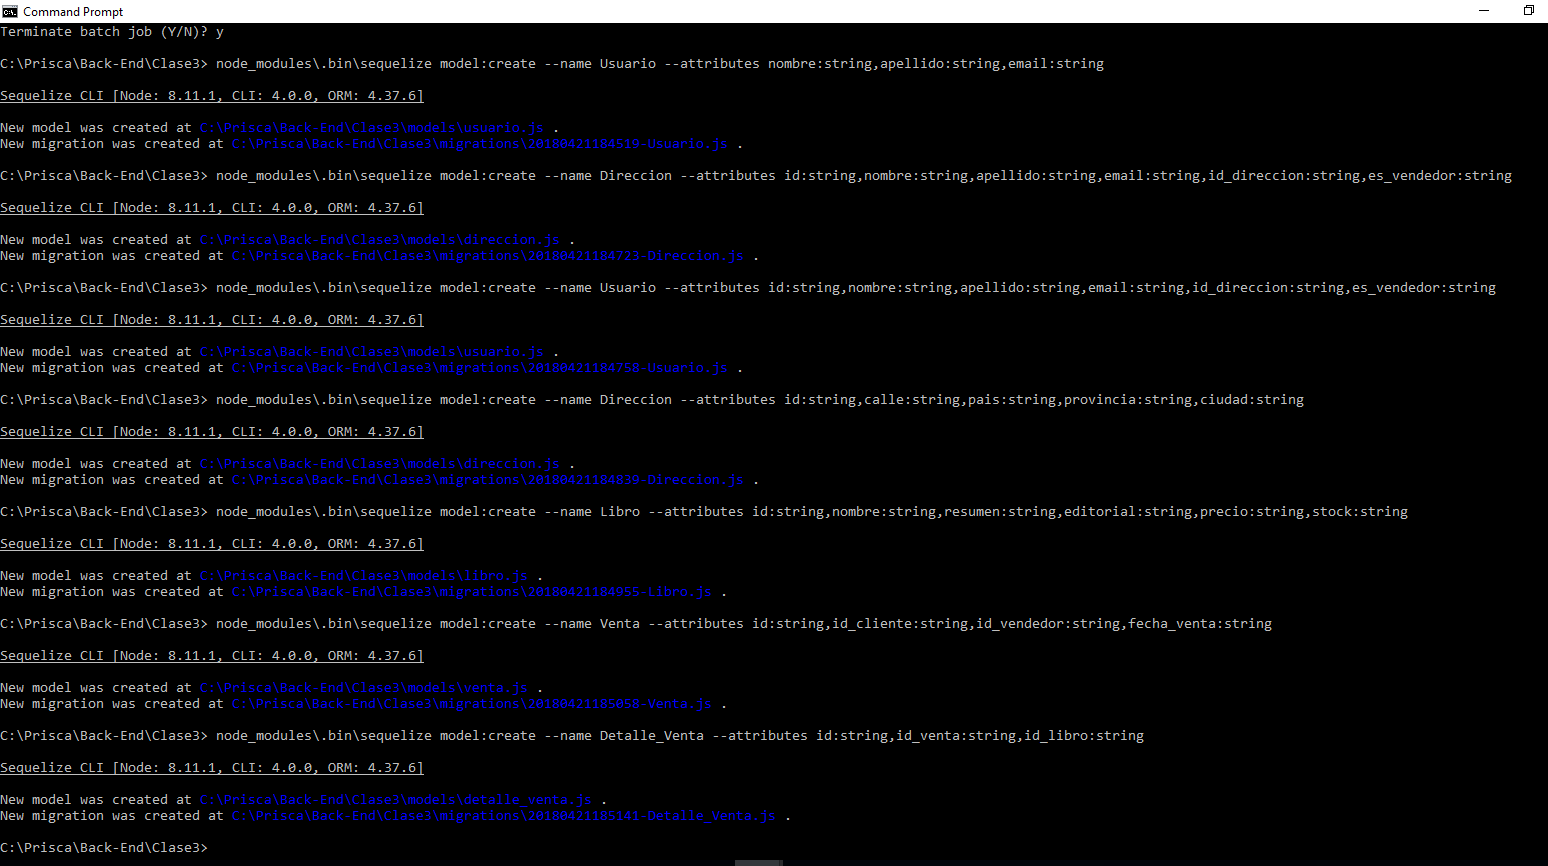 Command Prompt
Terminate batch job (Y/N)? y
C:\Prisca\Back-End\Clase3> node_modules\.bin\sequelize model:create --name Usuario --attributes nombre:string,apellido:string,email:string
Sequelize CLI [Node: 8.11.1, CLI: 4.0.0, ORM: 4.37.6]
New model was created at C:\Prisca\Back-End\Clase3\models\usuario.js .
New migration was created at C:\Prisca\Back-End\Clase3\migrations\20180421184519-Usuario.js .
C:\Prisca\Back-End\Clase3> node_modules\.bin\sequelize model:create --name Direccion --attributes id:string,nombre:string,apellido:string,email:string,id_direccion:string,es_vendedor:string
Sequelize CLI [Node: 8.11.1, CLI: 4.0.0, ORM: 4.37.6]
New model was created at C:\Prisca\Back-End\Clase3\models\direccion.js .
New migration was created at C:\Prisca\Back-End\Clase3\migrations\20180421184723-Direccion.js .
C:\Prisca\Back-End\Clase3> node_modules\.bin\sequelize model:create --name Usuario --attributes id:string,nombre:string,apellido:string,email:string,id_direccion:string,es_vendedor:string
Sequelize CLI [Node: 8.11.1, CLI: 4.0.0, ORM: 4.37.6]
New model was created at C:\Prisca\Back-End\Clase3\models\usuario.js .
New migration was created at C:\Prisca\Back-End\Clase3\migrations\20180421184758-Usuario.js .
C:\Prisca\Back-End\Clase3> node_modules\.bin\sequelize model:create --name Direccion --attributes id:string,calle:string,pais:string,provincia:string,ciudad:string
Sequelize CLI [Node: 8.11.1, CLI: 4.0.0, ORM: 4.37.6]
New model was created at C:\Prisca\Back-End\Clase3\models\direccion.js .
New migration was created at C:\Prisca\Back-End\Clase3\migrations\20180421184839-Direccion.js .
C:\Prisca\Back-End\Clase3> node_modules\.bin\sequelize model:create --name Libro --attributes id:string,nombre:string,resumen:string,editorial:string,precio:string,stock:string
Sequelize CLI [Node: 8.11.1, CLI: 4.0.0, ORM: 4.37.6]
New model was created at C:\Prisca\Back-End\Clase3\models\libro.js .
New migration was created at C:\Prisca\Back-End\Clase3\migrations\20180421184955-Libro.js .
C:\Prisca\Back-End\Clase3> node_modules\.bin\sequelize model:create --name Venta --attributes id:string,id_cliente:string,id_vendedor:string,fecha_venta:string
Sequelize CLI [Node: 8.11.1, CLI: 4.0.0, ORM: 4.37.6]
New model was created at C:\Prisca\Back-End\Clase3\models\venta.js .
New migration was created at C:\Prisca\Back-End\Clase3\migrations\20180421185058-Venta.js .
C:\Prisca\Back-End\Clase3> node_modules\.bin\sequelize model:create --name Detalle_Venta --attributes id:string,id_venta:string,id_libro:string
Sequelize CLI [Node: 8.11.1, CLI: 4.0.0, ORM: 4.37.6]
New model was created at C:\Prisca\Back-End\Clase3\models\detalle_venta.js .
New migration was created at C:\Prisca\Back-End\Clase3\migrations\20180421185141-Detalle_Venta.js .
C:\Prisca\Back-End\Clase3>